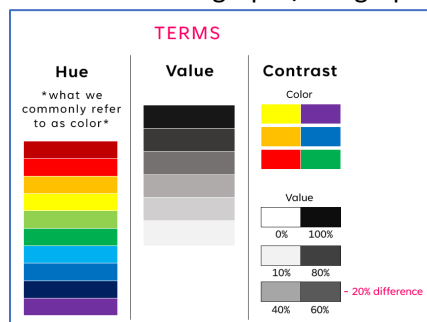 TERMS
Hue
*what we
commonly refer
to as color*
Value
Contrast
Color
Value
0% 100%
10% 80%
40% 60%
- 20% difference